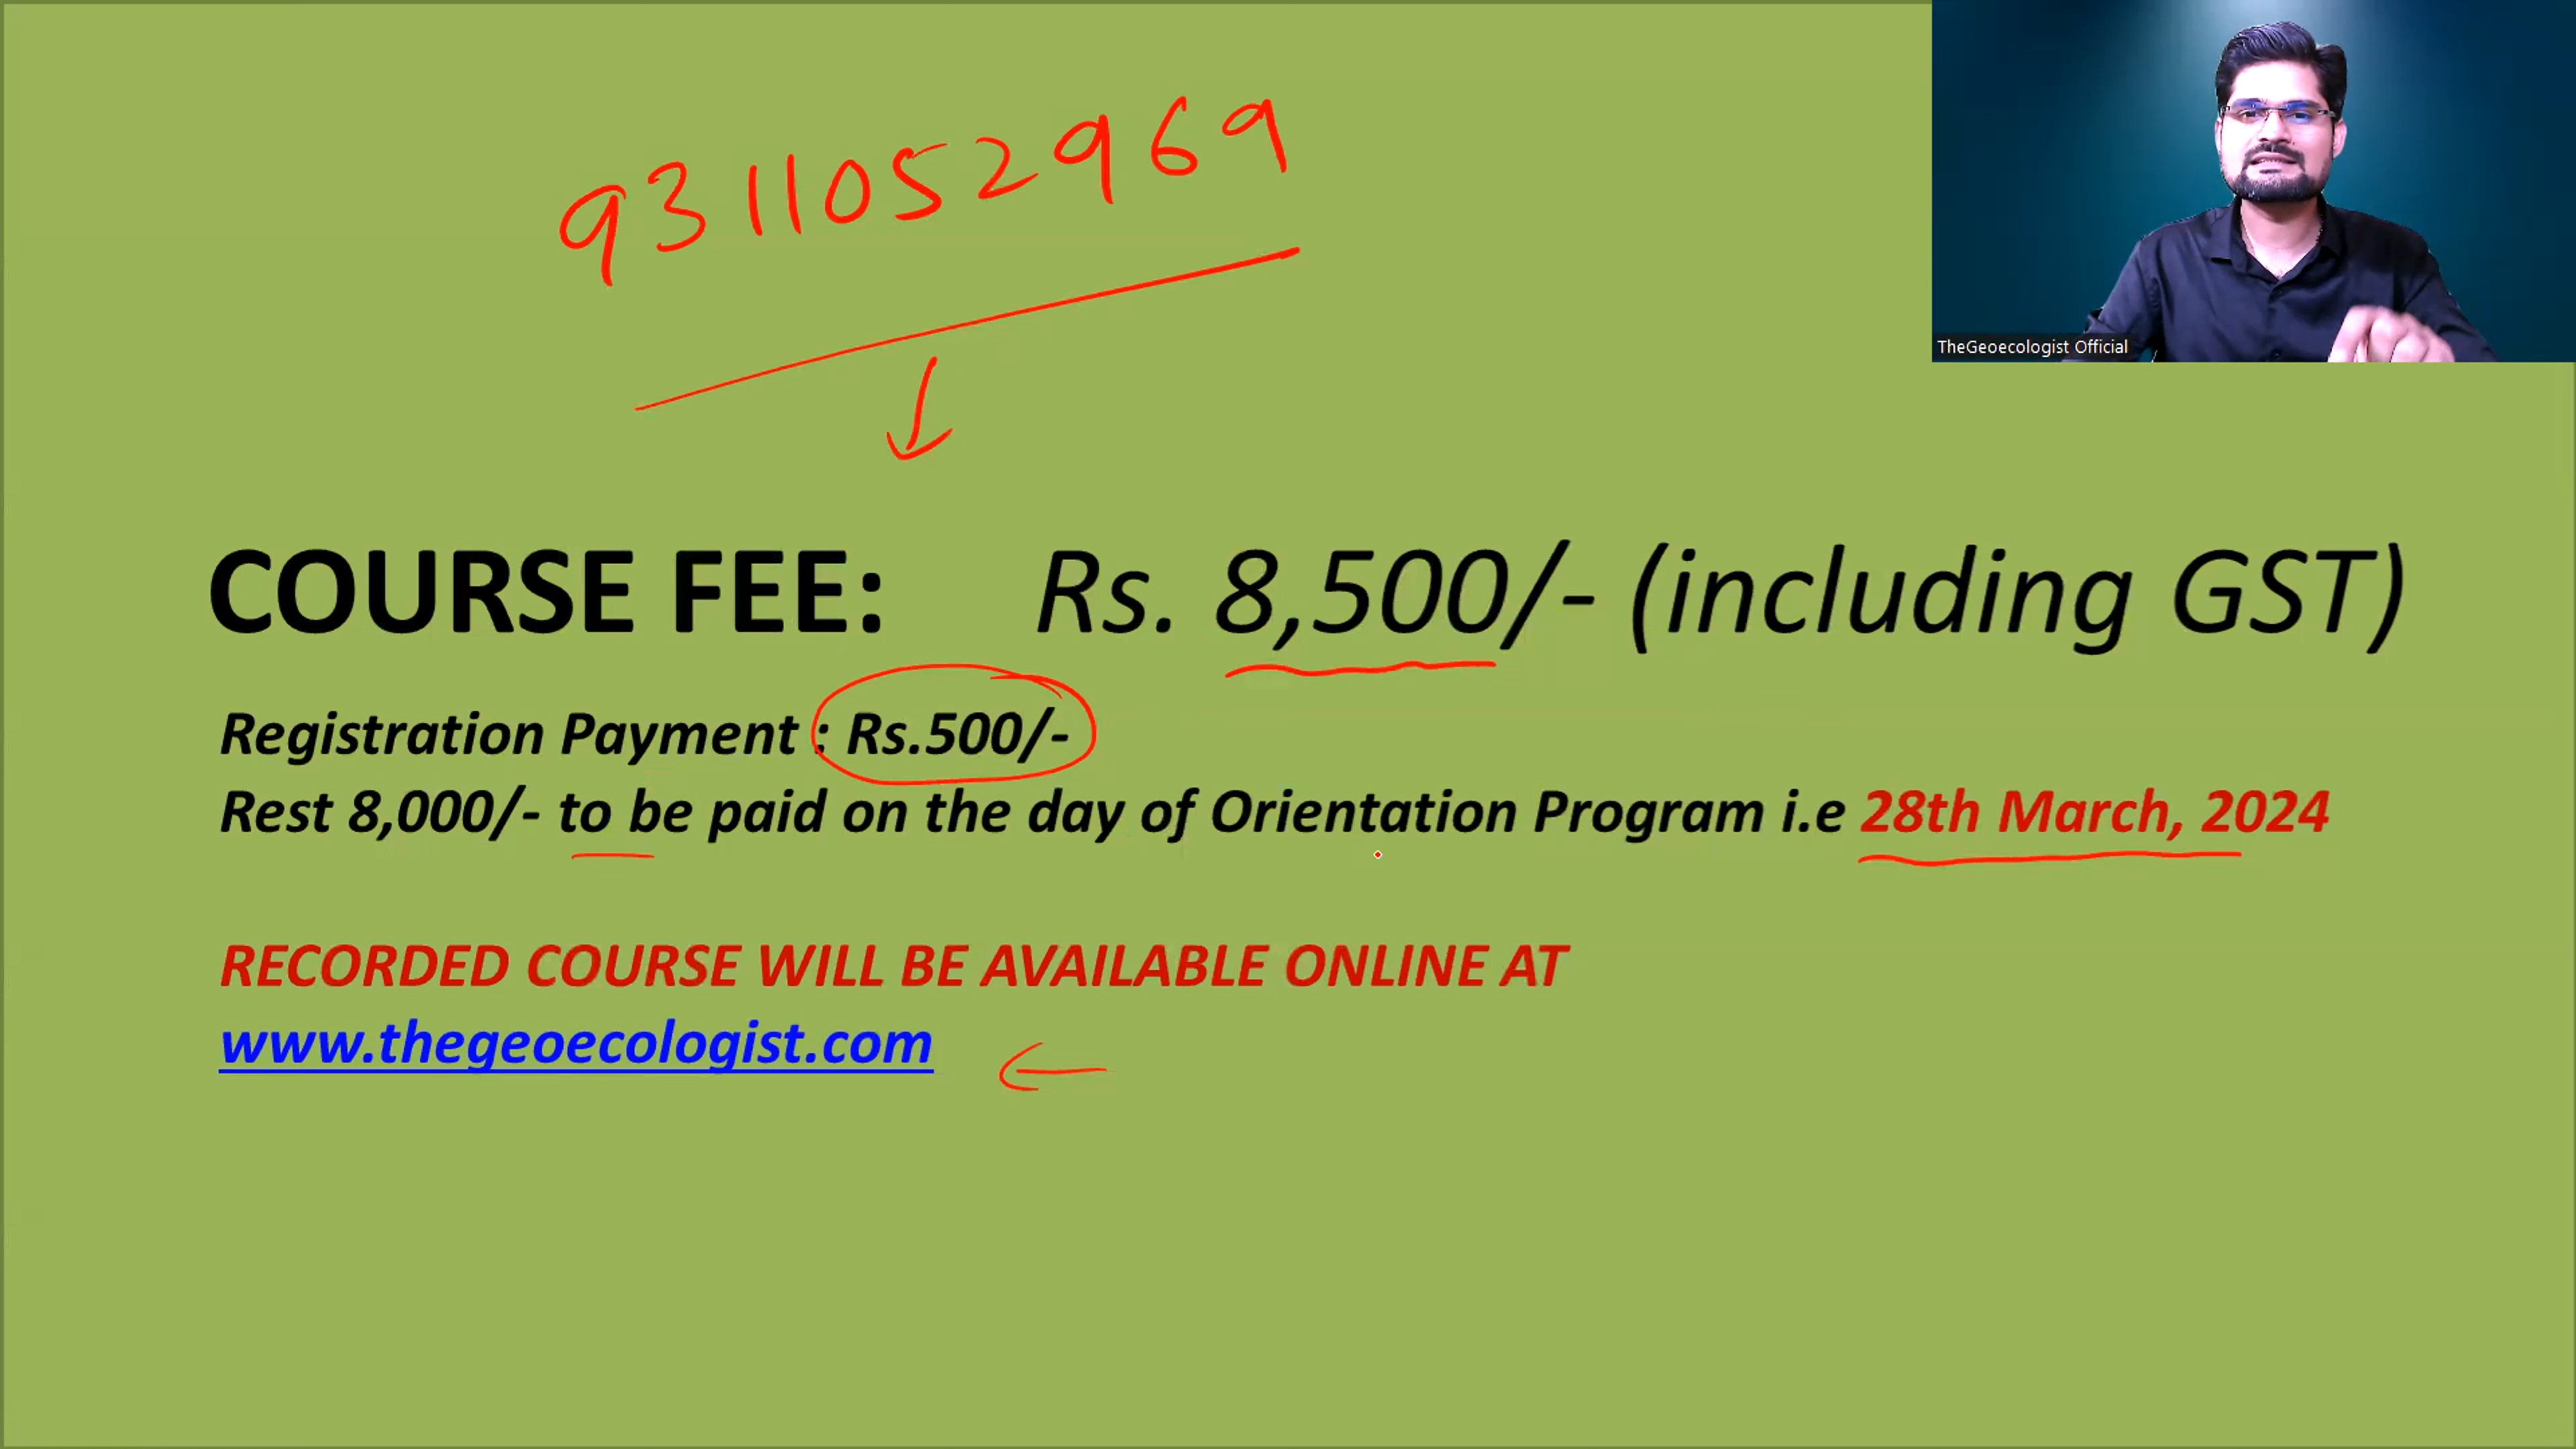 9311052969
TheGeoecologist Official
COURSE FEE: Rs. 8,500/- (including GST)
Registration Payment : Rs.500/-
Rest 8,000/- to be paid on the day of Orientation Program i.e 28th March, 2024
RECORDED COURSE WILL BE AVAILABLE ONLINE AT
www.thegeoecologist.com